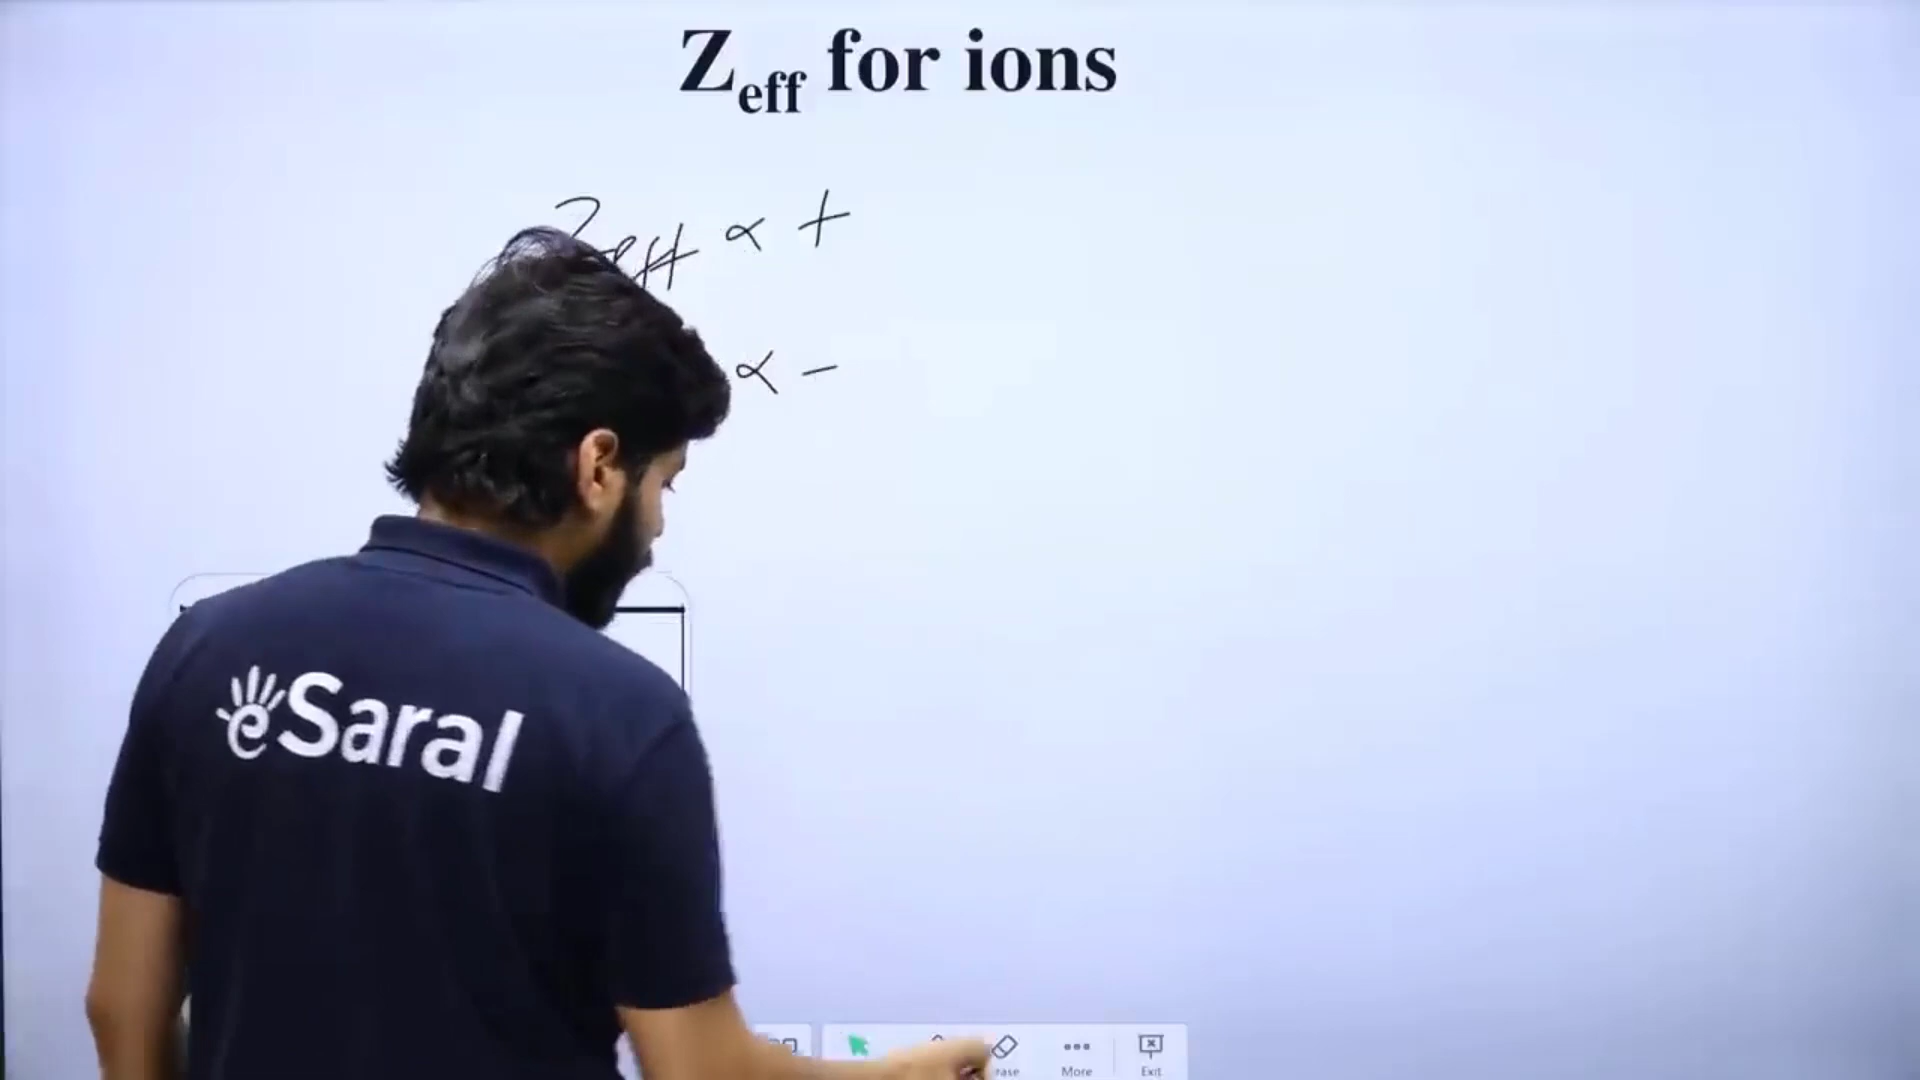 Zeff for ions
Zeff ∝ +
∝ −
eSaral
More
Exit